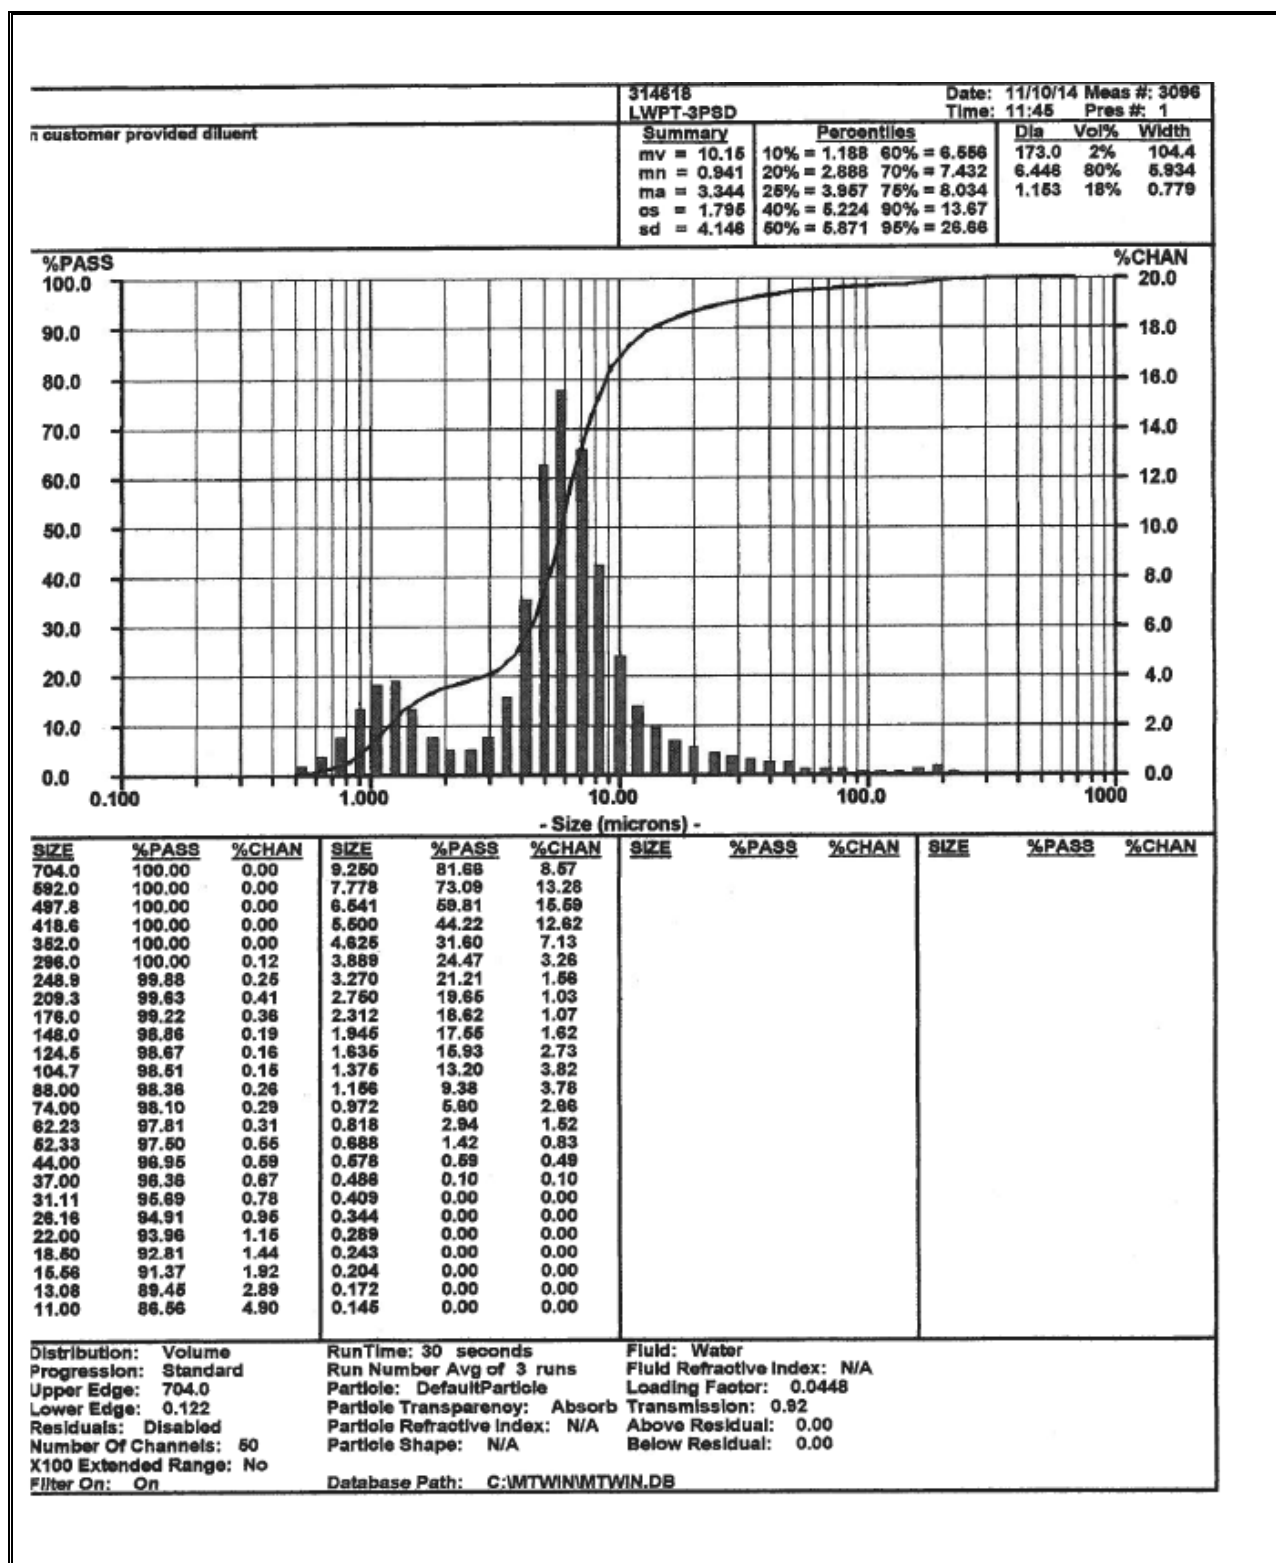 314618 Date: 11/10/14 Meas #: 3096
LWPT-3PSD Time: 11:45 Pres #: 1
n customer provided diluent
Summary Percentiles Dia Vol% Width
mv = 10.15 10% = 1.188 60% = 6.556 173.0 2% 104.4
mn = 0.941 20% = 2.888 70% = 7.432 6.446 80% 5.934
ma = 3.344 25% = 3.957 75% = 8.034 1.153 18% 0.779
cs = 1.795 40% = 5.224 90% = 13.67
sd = 4.146 50% = 5.871 95% = 26.66
%PASS %CHAN
100.0 20.0
90.0 18.0
80.0 16.0
70.0 14.0
60.0 12.0
50.0 10.0
40.0 8.0
30.0 6.0
20.0 4.0
10.0 2.0
0.0 0.0
0.100 1.000 10.00 100.0 1000
- Size (microns) -
SIZE %PASS %CHAN SIZE %PASS %CHAN SIZE %PASS %CHAN SIZE %PASS %CHAN
704.0 100.00 0.00 9.250 81.66 8.57
592.0 100.00 0.00 7.778 73.09 13.28
497.8 100.00 0.00 6.541 59.81 15.59
418.6 100.00 0.00 5.500 44.22 12.62
352.0 100.00 0.00 4.625 31.60 7.13
296.0 100.00 0.12 3.889 24.47 3.26
248.9 99.88 0.25 3.270 21.21 1.56
209.3 99.63 0.41 2.750 19.65 1.03
176.0 99.22 0.36 2.312 18.62 1.07
148.0 98.86 0.19 1.945 17.55 1.62
124.5 98.67 0.16 1.635 15.93 2.73
104.7 98.51 0.15 1.375 13.20 3.82
88.00 98.36 0.26 1.156 9.38 3.78
74.00 98.10 0.29 0.972 5.60 2.66
62.23 97.81 0.31 0.818 2.94 1.52
52.33 97.50 0.55 0.688 1.42 0.83
44.00 96.95 0.59 0.578 0.59 0.49
37.00 96.36 0.67 0.486 0.10 0.10
31.11 95.69 0.78 0.409 0.00 0.00
26.16 94.91 0.95 0.344 0.00 0.00
22.00 93.96 1.15 0.289 0.00 0.00
18.50 92.81 1.44 0.243 0.00 0.00
15.56 91.37 1.92 0.204 0.00 0.00
13.08 89.45 2.89 0.172 0.00 0.00
11.00 86.56 4.90 0.145 0.00 0.00
Distribution: Volume RunTime: 30 seconds Fluid: Water
Progression: Standard Run Number Avg of 3 runs Fluid Refractive Index: N/A
Upper Edge: 704.0 Particle: DefaultParticle Loading Factor: 0.0448
Lower Edge: 0.122 Particle Transparency: Absorb Transmission: 0.92
Residuals: Disabled Particle Refractive Index: N/A Above Residual: 0.00
Number Of Channels: 50 Particle Shape: N/A Below Residual: 0.00
X100 Extended Range: No
Filter On: On Database Path: C:\MTWIN\MTWIN.DB